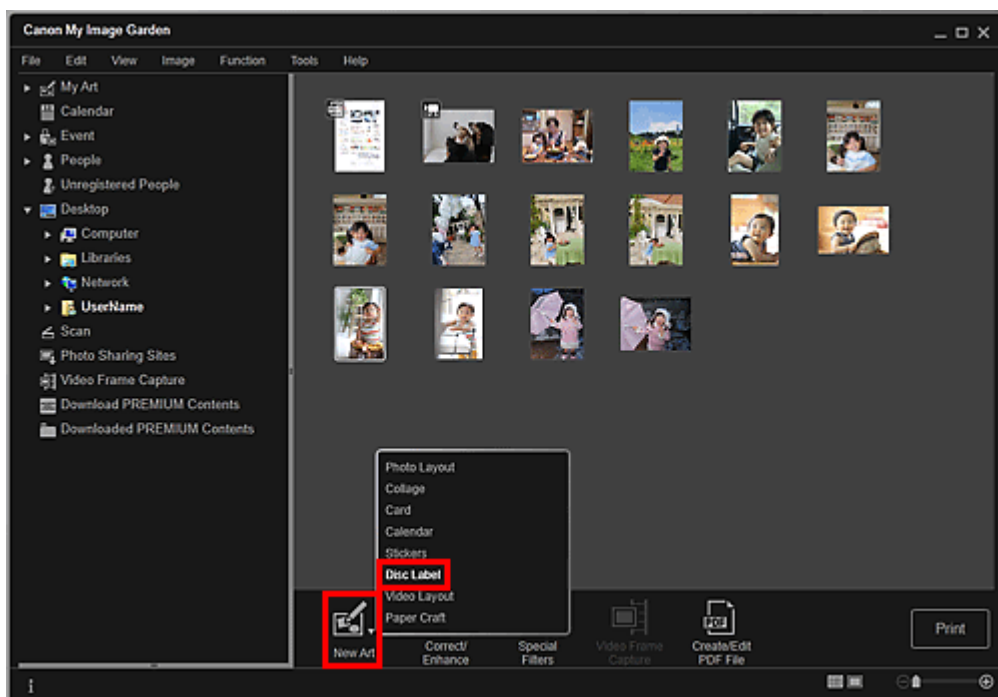 Canon My Image Garden
File Edit View Image Function Tools Help
My Art
Calendar
Event
People
Unregistered People
Desktop
Computer
Libraries
Network
UserName
Scan
Photo Sharing Sites
Video Frame Capture
Download PREMIUM Contents
Downloaded PREMIUM Contents
Photo Layout
Collage
Card
Calendar
Stickers
Disc Label
Video Layout
Paper Craft
New Art
Correct/
Enhance
Special
Filters
Video Frame
Capture
PDF
Create/Edit
PDF File
Print